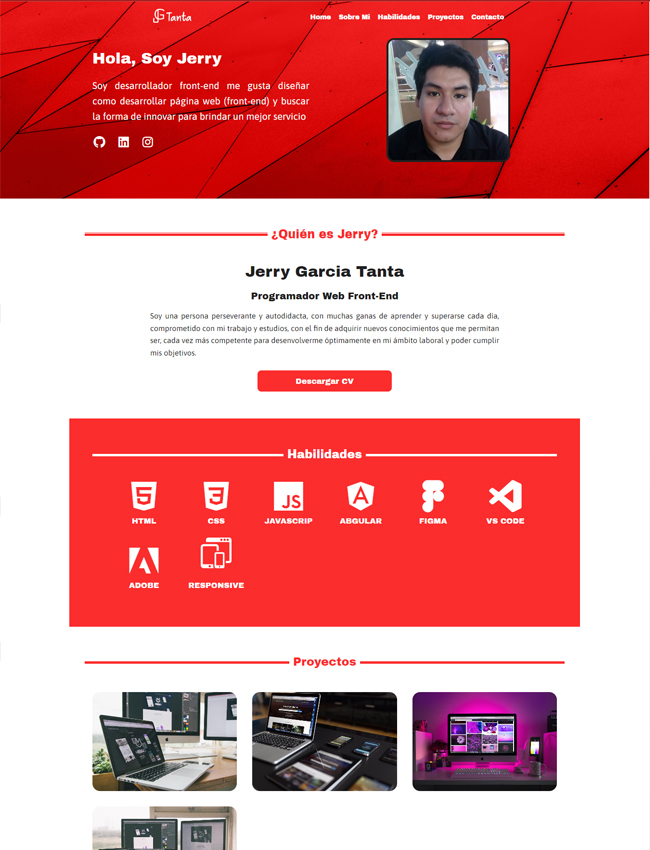 JG Tanta
Home Sobre Mi Habilidades Proyectos Contacto
Hola, Soy Jerry
Soy desarrollador front-end me gusta diseñar
como desarrollar página web (front-end) y buscar
la forma de innovar para brindar un mejor servicio
¿Quién es Jerry?
Jerry Garcia Tanta
Programador Web Front-End
Soy una persona perseverante y autodidacta, con muchas ganas de aprender y superarse cada día,
comprometido con mi trabajo y estudios, con el fin de adquirir nuevos conocimientos que me permitan
ser, cada vez más competente para desenvolverme óptimamente en mi ámbito laboral y poder cumplir
mis objetivos.
Descargar CV
Habilidades
HTML CSS JAVASCRIP ABGULAR FIGMA VS CODE
ADOBE RESPONSIVE
Proyectos